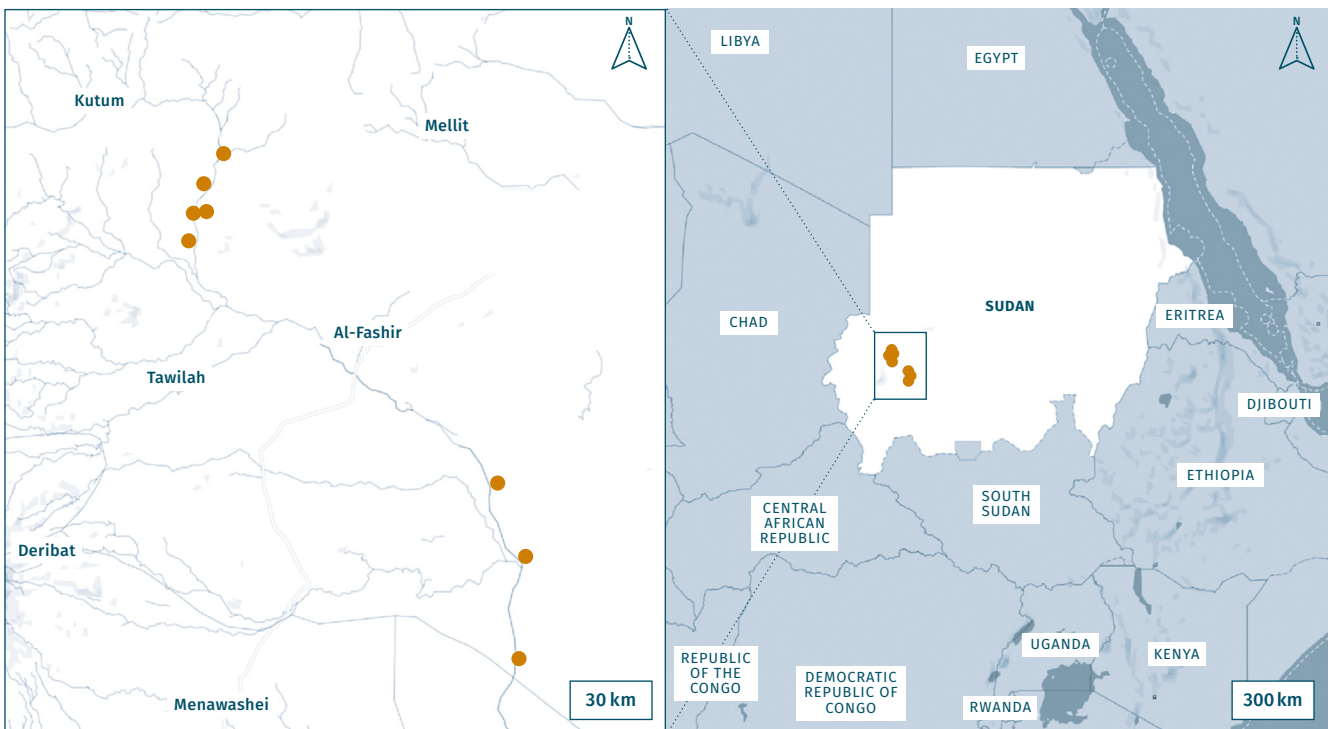 N
Kutum
Mellit
Al-Fashir
Tawilah
Deribat
Menawashei
30 km
N
LIBYA
EGYPT
SUDAN
CHAD
ERITREA
DJIBOUTI
ETHIOPIA
SOUTH
SUDAN
CENTRAL
AFRICAN
REPUBLIC
UGANDA
KENYA
REPUBLIC
OF THE
CONGO
DEMOCRATIC
REPUBLIC OF
CONGO
RWANDA
300 km